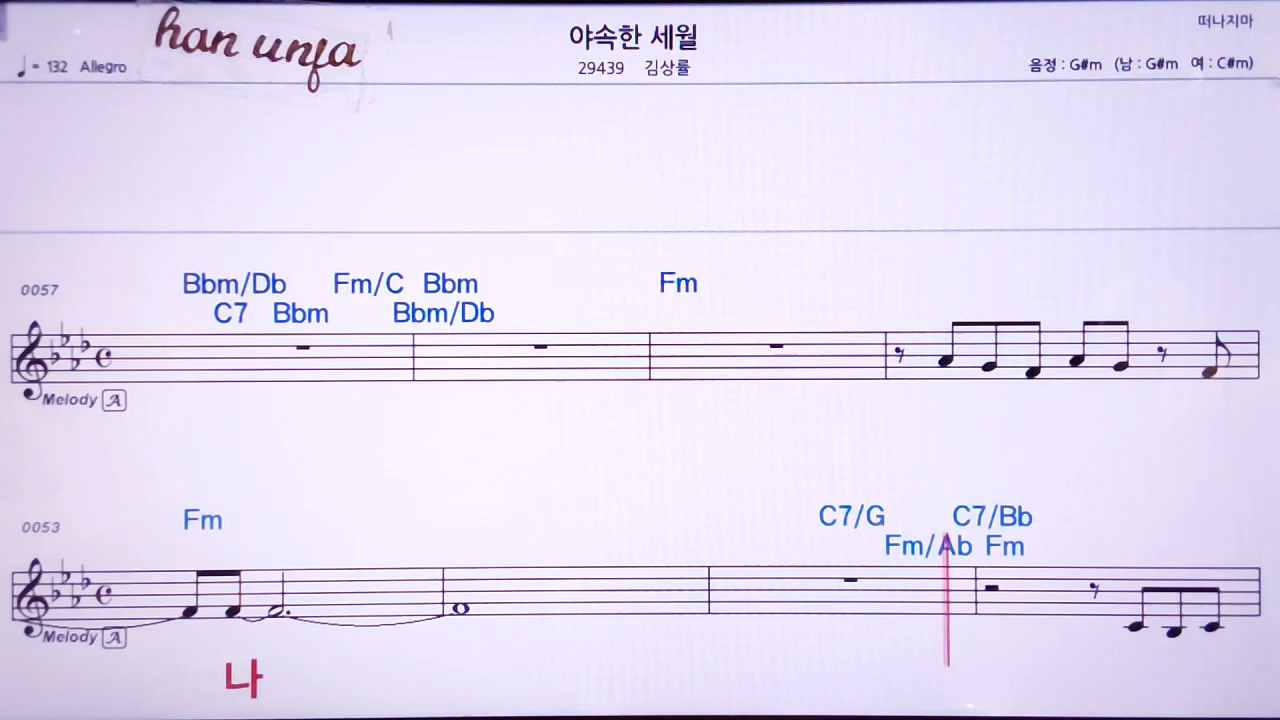 han unfa
야속한 세월
떠나지마
♩= 132 Allegro
29439 김상률
음정 : G#m (남 : G#m 여 : C#m)
0057
Bbm/Db Fm/C Bbm Fm
C7 Bbm Bbm/Db
Melody A
0053
Fm C7/G C7/Bb
Fm/Ab Fm
Melody A
나